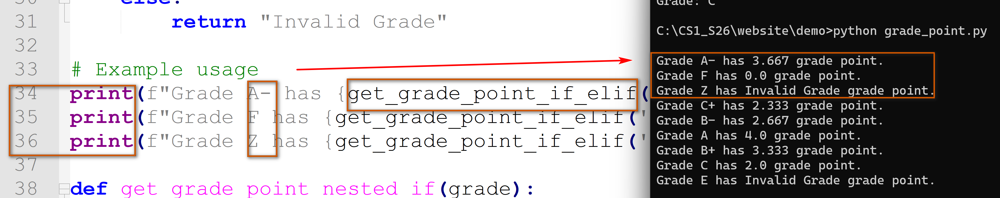 30 else:
31 return "Invalid Grade"
32
33 # Example usage
34 print(f"Grade A- has {get_grade_point_if_elif(
35 print(f"Grade F has {get_grade_point_if_elif('
36 print(f"Grade Z has {get_grade_point_if_elif('
37
38 def get_grade_point_nested_if(grade):
Grade: C
C:\CS1_S26\website\demo>python grade_point.py
Grade A- has 3.667 grade point.
Grade F has 0.0 grade point.
Grade Z has Invalid Grade grade point.
Grade C+ has 2.333 grade point.
Grade B- has 2.667 grade point.
Grade A has 4.0 grade point.
Grade B+ has 3.333 grade point.
Grade C has 2.0 grade point.
Grade E has Invalid Grade grade point.